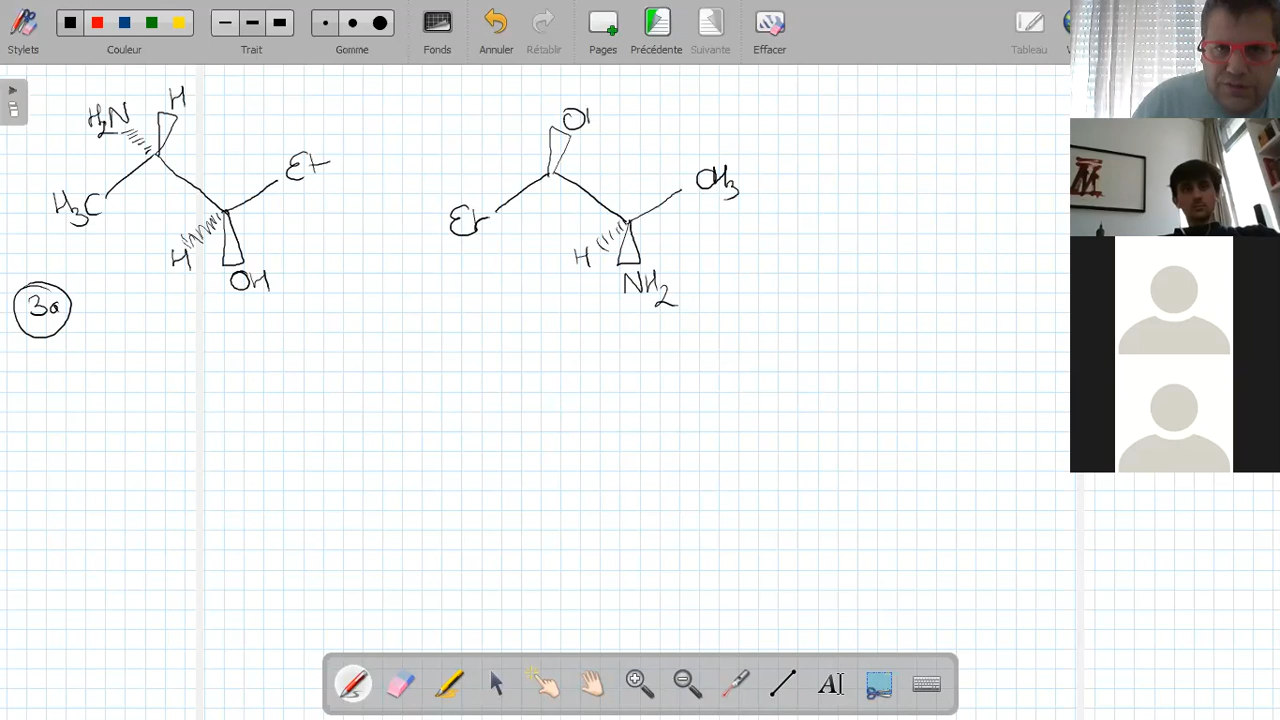 Stylets
Couleur
Trait
Gomme
Fonds
Annuler
Rétablir
Pages
Précédente
Suivante
Effacer
Tableau
H2N
H
H3C
Et
H
OH
3a
OH
Et
CH3
H
NH2